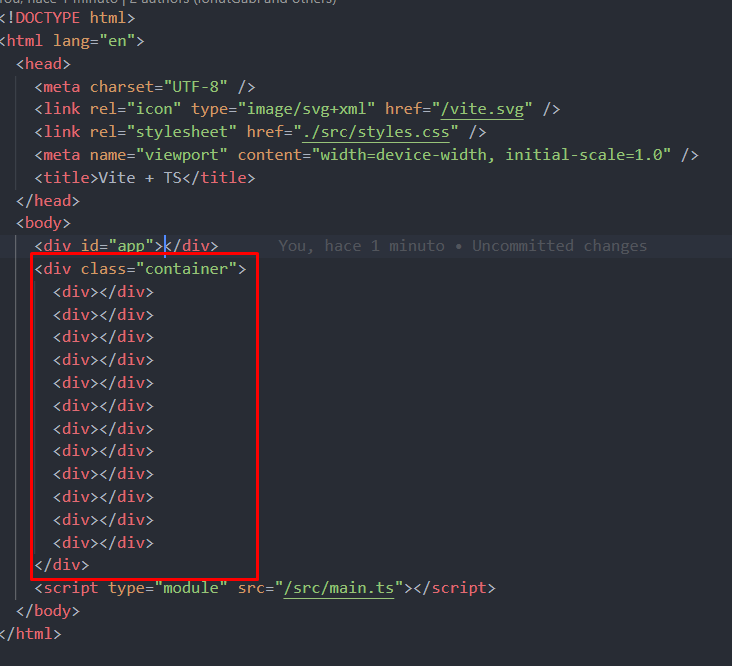 You, hace 1 minuto | 2 authors (IonutGabi and others)
<!DOCTYPE html>
<html lang="en">
<head>
<meta charset="UTF-8" />
<link rel="icon" type="image/svg+xml" href="/vite.svg" />
<link rel="stylesheet" href="./src/styles.css" />
<meta name="viewport" content="width=device-width, initial-scale=1.0" />
<title>Vite + TS</title>
</head>
<body>
<div id="app"></div> You, hace 1 minuto • Uncommitted changes
<div class="container">
<div></div>
<div></div>
<div></div>
<div></div>
<div></div>
<div></div>
<div></div>
<div></div>
<div></div>
<div></div>
<div></div>
<div></div>
</div>
<script type="module" src="/src/main.ts"></script>
</body>
</html>